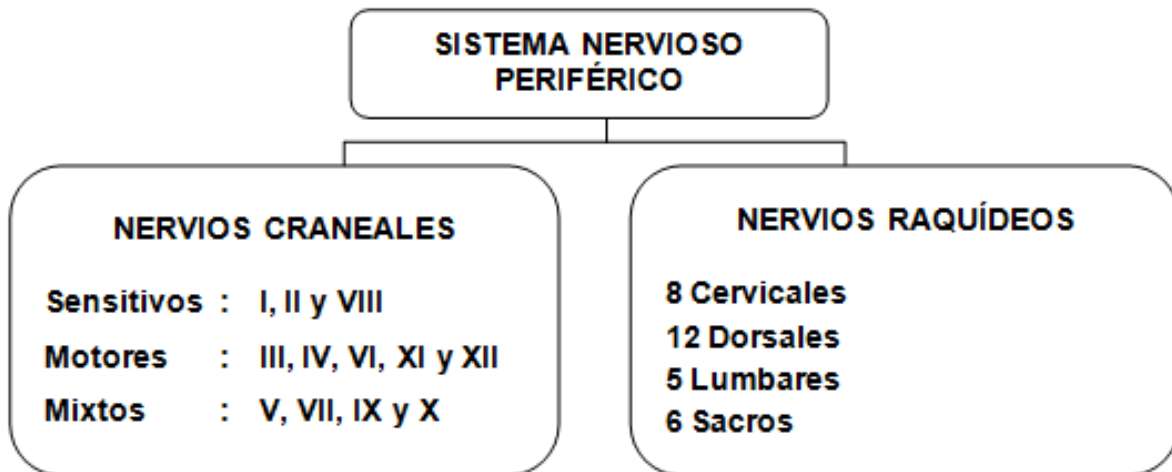 SISTEMA NERVIOSO
PERIFÉRICO
NERVIOS CRANEALES
Sensitivos : I, II y VIII
Motores : III, IV, VI, XI y XII
Mixtos : V, VII, IX y X
NERVIOS RAQUÍDEOS
8 Cervicales
12 Dorsales
5 Lumbares
6 Sacros